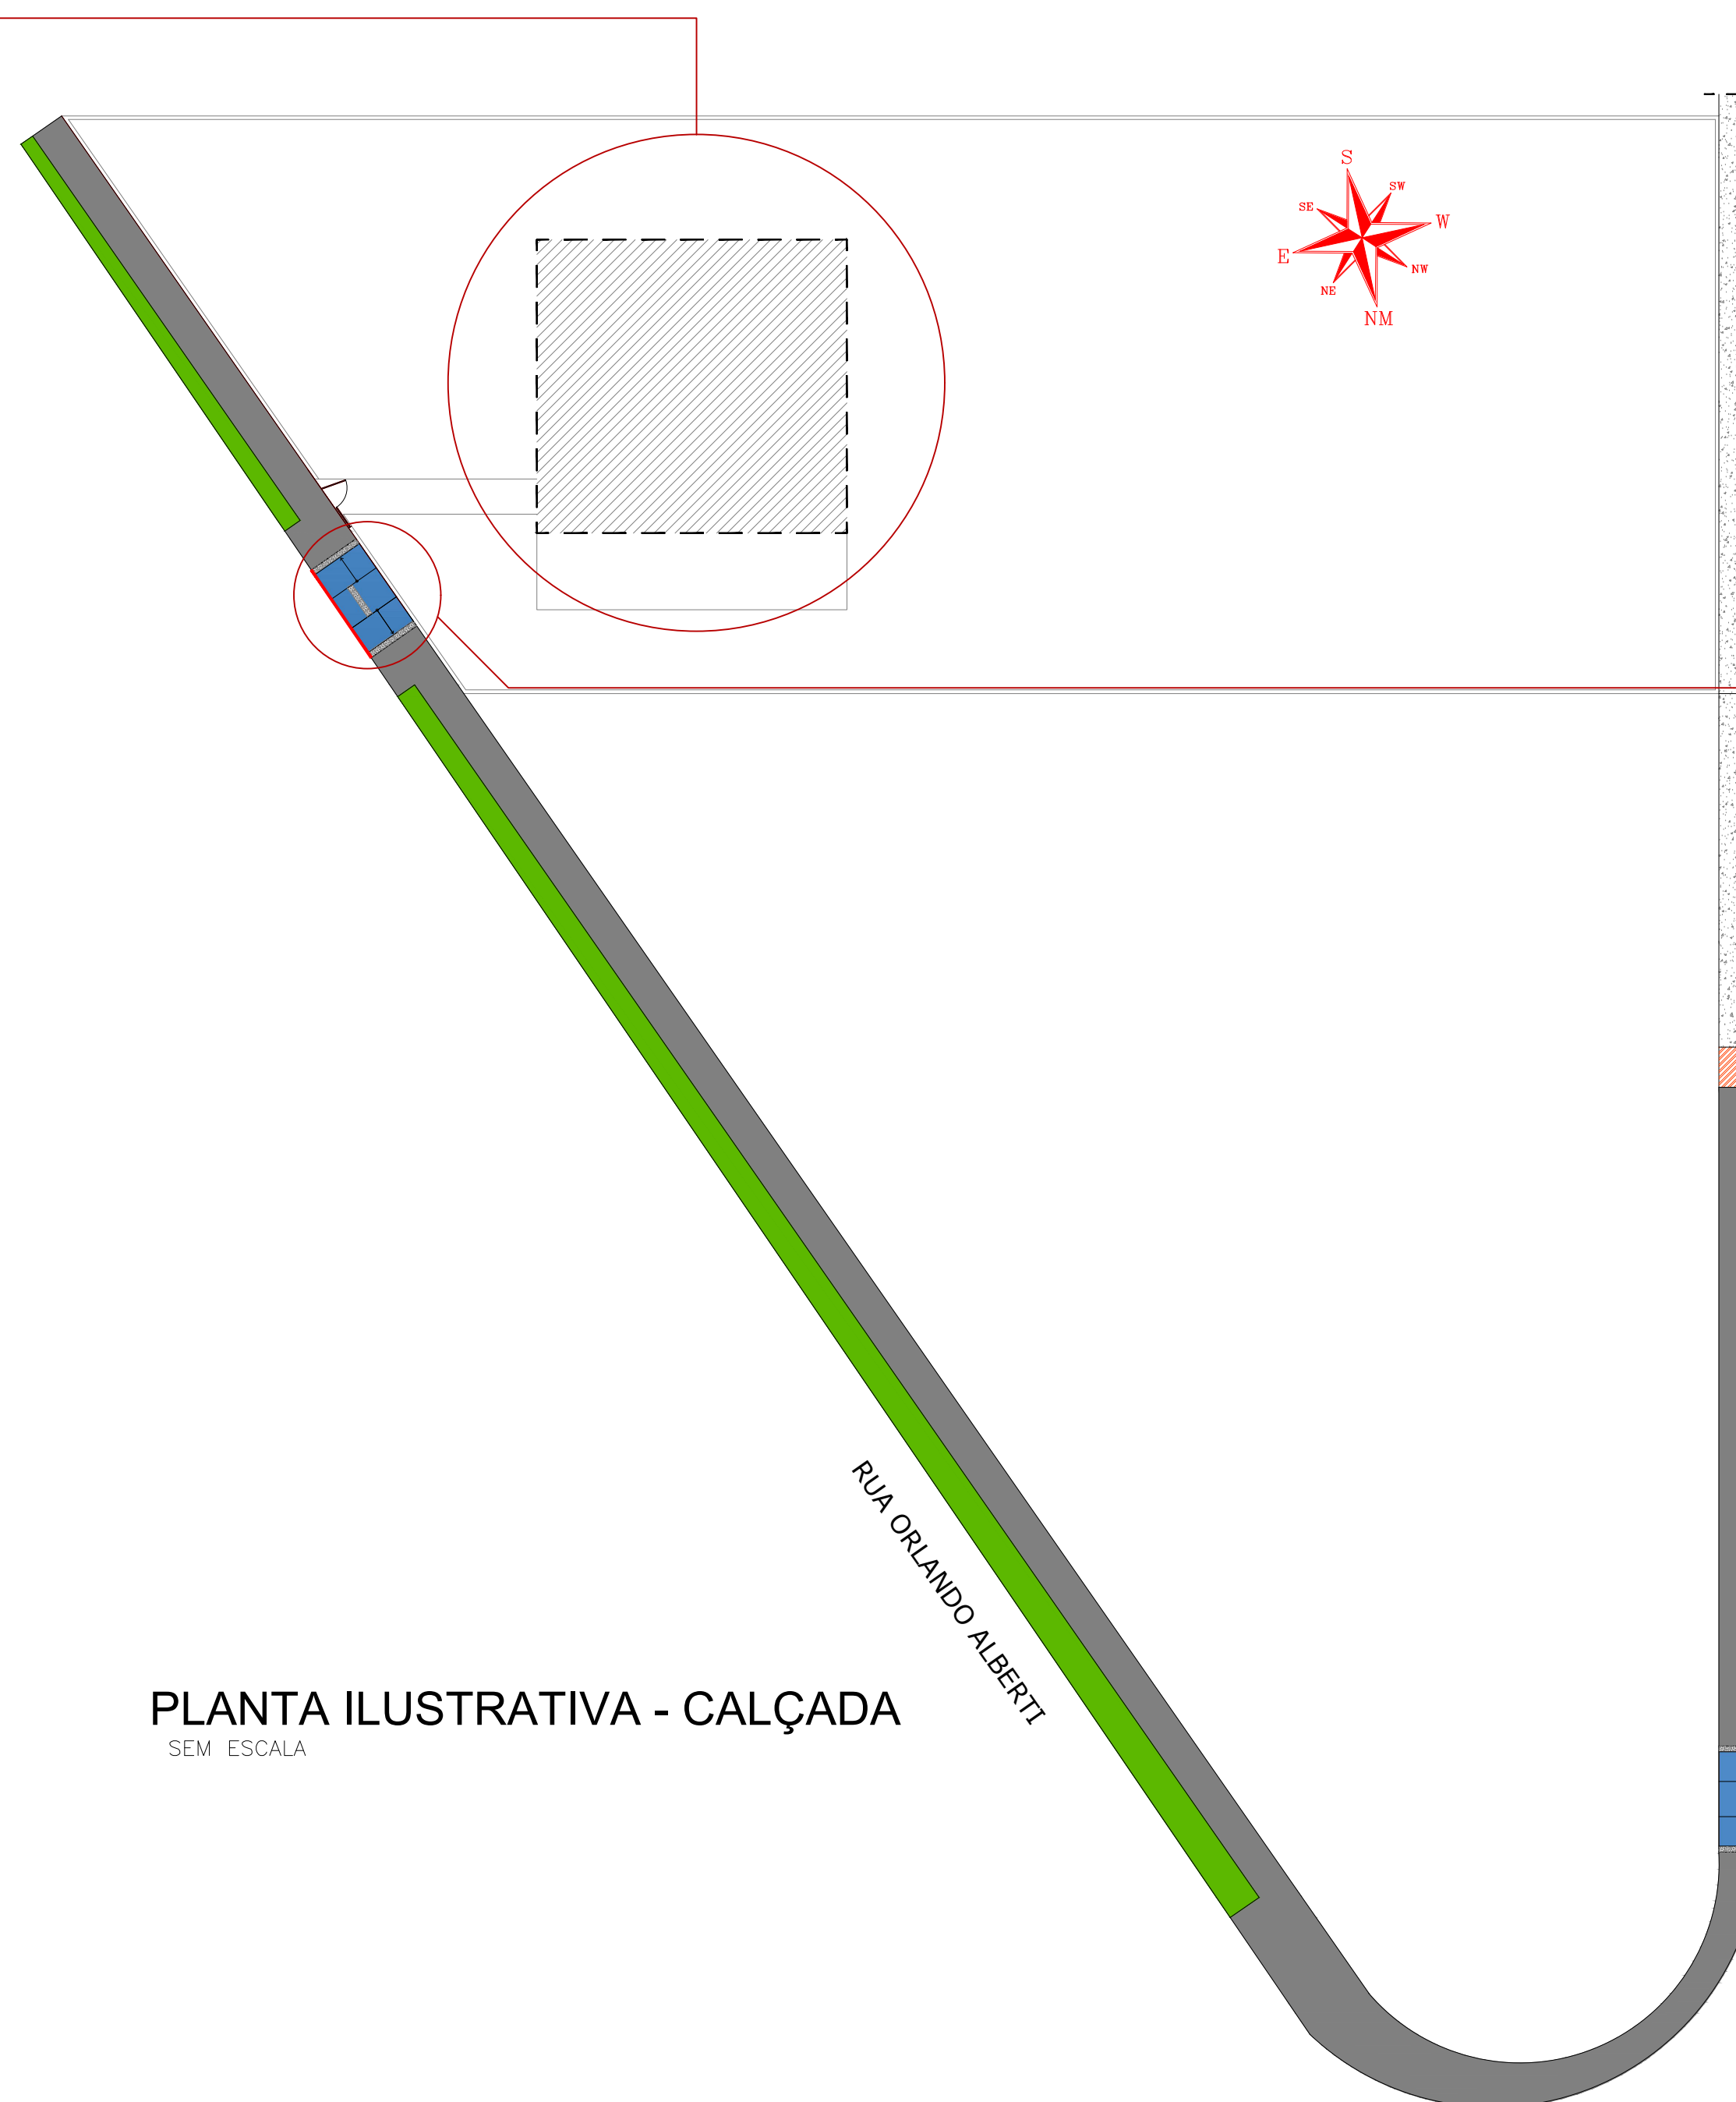 S
SW
SE
W
E
NW
NE
NM
RUA ORLANDO ALBERTI
PLANTA ILUSTRATIVA - CALÇADA
SEM ESCALA